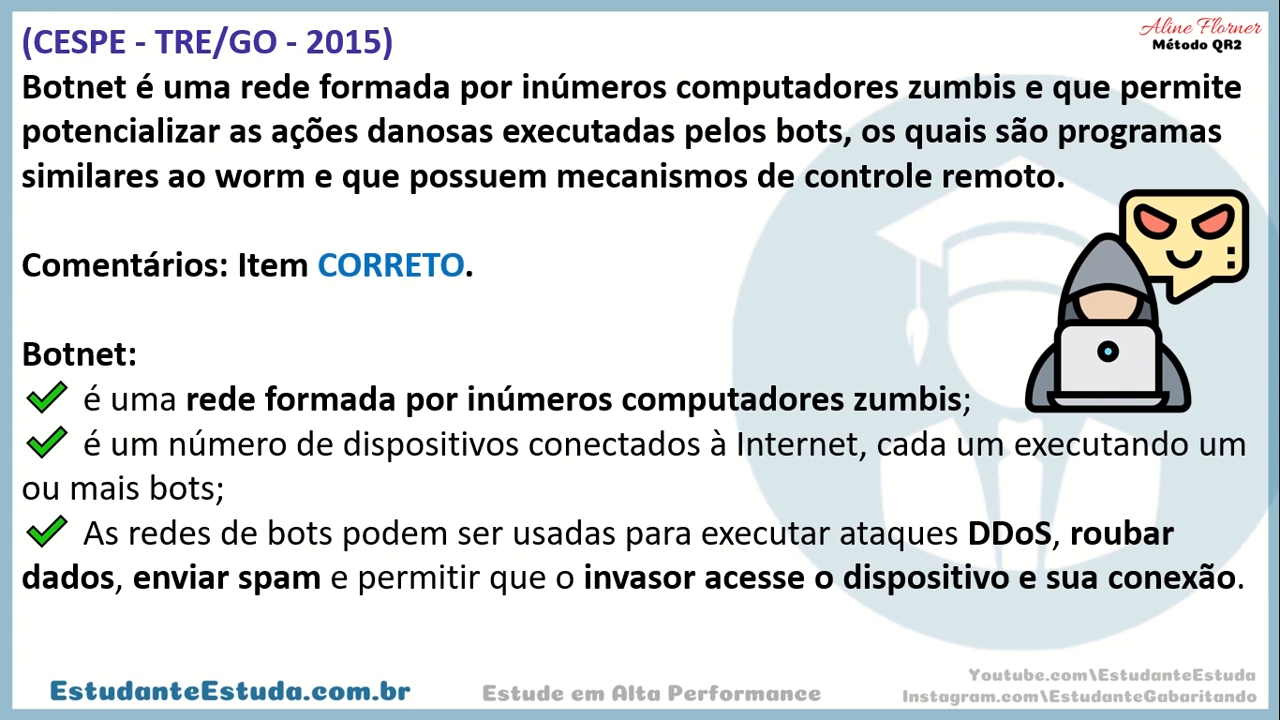 (CESPE - TRE/GO - 2015)
Aline Florner
Método QR2
Botnet é uma rede formada por inúmeros computadores zumbis e que permite
potencializar as ações danosas executadas pelos bots, os quais são programas
similares ao worm e que possuem mecanismos de controle remoto.
Comentários: Item CORRETO.
Botnet:
é uma rede formada por inúmeros computadores zumbis;
é um número de dispositivos conectados à Internet, cada um executando um
ou mais bots;
As redes de bots podem ser usadas para executar ataques DDoS, roubar
dados, enviar spam e permitir que o invasor acesse o dispositivo e sua conexão.
EstudanteEstuda.com.br
Estude em Alta Performance
Youtube.com\EstudanteEstuda
Instagram.com\EstudanteGabaritando